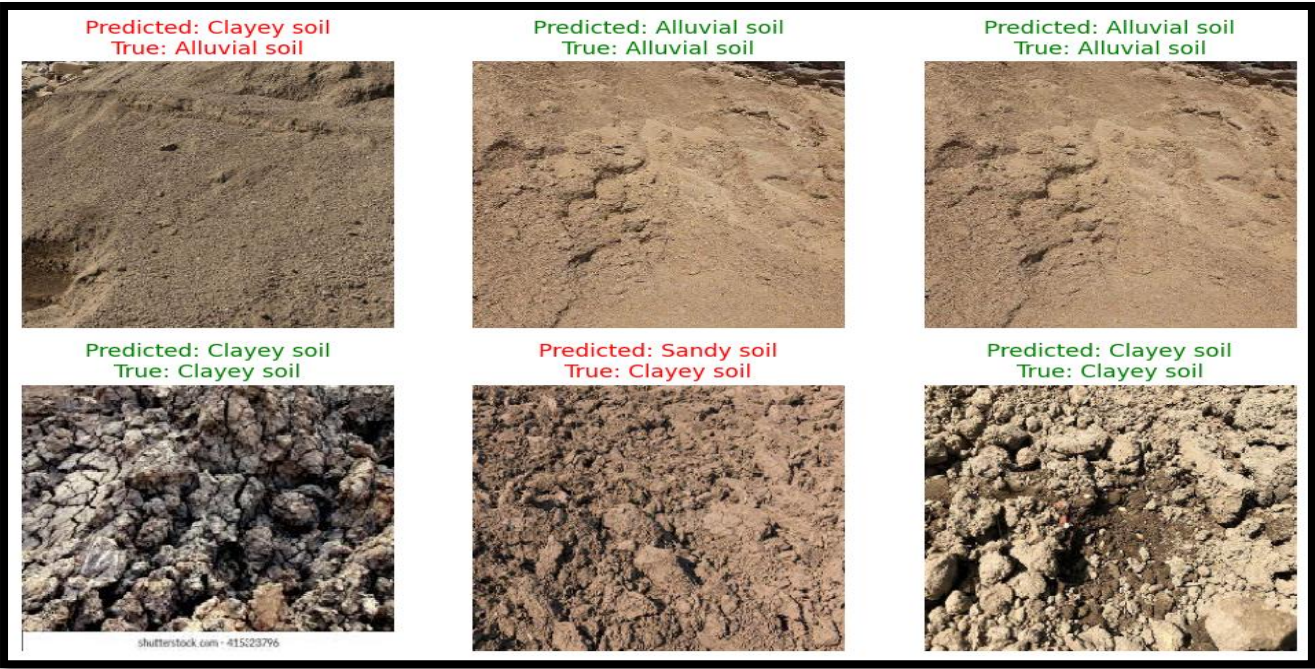 Predicted: Clayey soil
True: Alluvial soil
Predicted: Alluvial soil
True: Alluvial soil
Predicted: Alluvial soil
True: Alluvial soil
Predicted: Clayey soil
True: Clayey soil
Predicted: Sandy soil
True: Clayey soil
Predicted: Clayey soil
True: Clayey soil
shutterstock.com ·